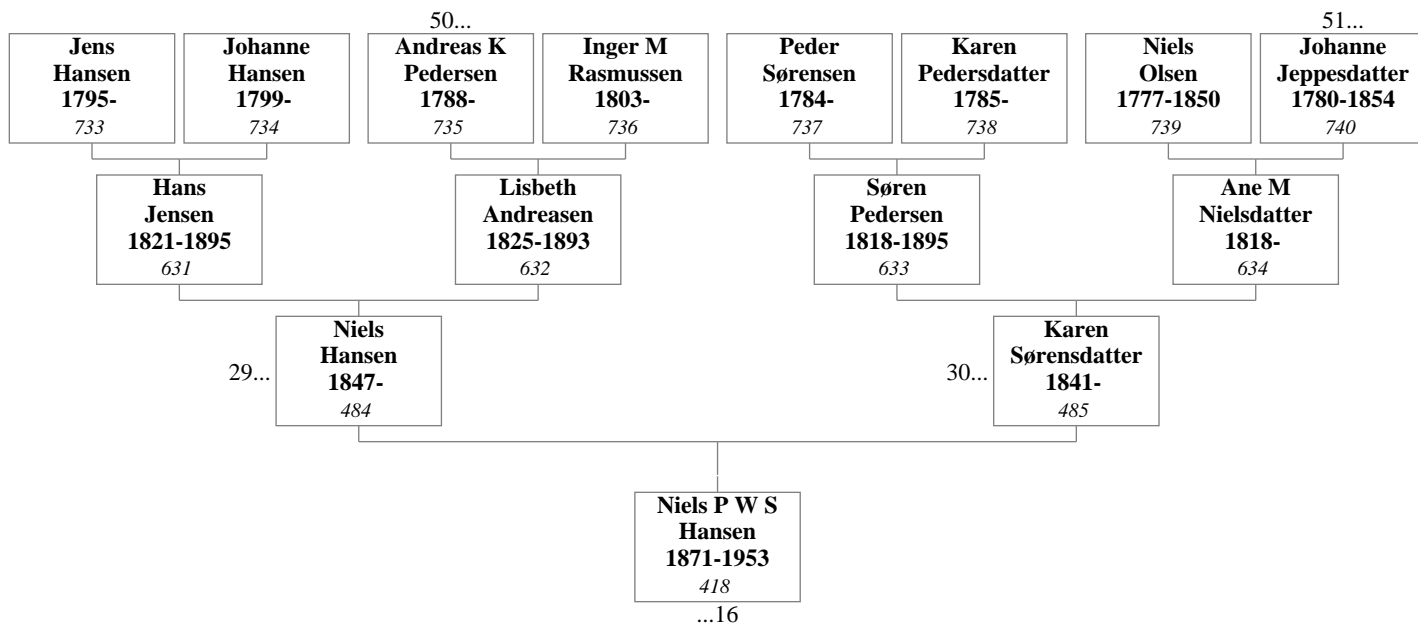 50...
51...
Jens
Hansen
1795-
733
Johanne
Hansen
1799-
734
Andreas K
Pedersen
1788-
735
Inger M
Rasmussen
1803-
736
Peder
Sørensen
1784-
737
Karen
Pedersdatter
1785-
738
Niels
Olsen
1777-1850
739
Johanne
Jeppesdatter
1780-1854
740
Hans
Jensen
1821-1895
631
Lisbeth
Andreasen
1825-1893
632
Søren
Pedersen
1818-1895
633
Ane M
Nielsdatter
1818-
634
29...
Niels
Hansen
1847-
484
30...
Karen
Sørensdatter
1841-
485
Niels P W S
Hansen
1871-1953
418
...16